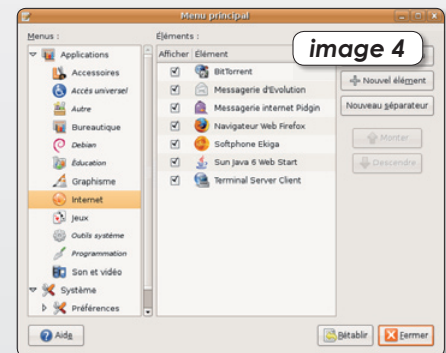 Menu principal
Menus :
Éléments :
image 4
Applications
Afficher Élément
Accessoires
BitTorrent
Accès universel
Messagerie d'Evolution
Nouvel élément
Autre
Messagerie internet Pidgin
Nouveau séparateur
Bureautique
Navigateur Web Firefox
Debian
Softphone Ekiga
Monter
Éducation
Sun Java 6 Web Start
Descendre
Graphisme
Terminal Server Client
Internet
Jeux
Outils système
Programmation
Son et vidéo
Système
Préférences
Aide
Rétablir
Fermer